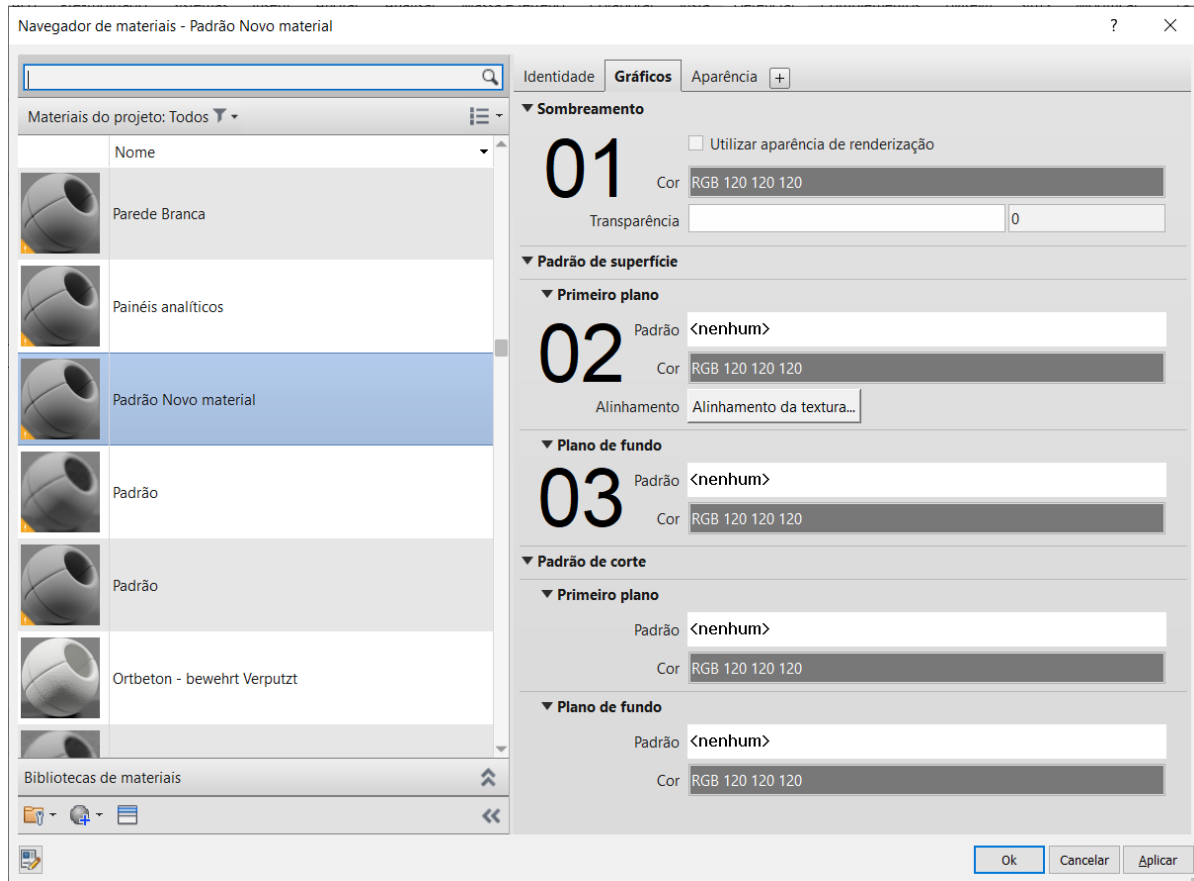 Navegador de materiais - Padrão Novo material ? ×
Identidade Gráficos Aparência +
Materiais do projeto: Todos
Nome
Parede Branca
Painéis analíticos
Padrão Novo material
Padrão
Padrão
Ortbeton - bewehrt Verputzt
Bibliotecas de materiais
Sombreamento
01
Utilizar aparência de renderização
Cor RGB 120 120 120
Transparência 0
Padrão de superfície
Primeiro plano
02
Padrão <nenhum>
Cor RGB 120 120 120
Alinhamento Alinhamento da textura...
Plano de fundo
03
Padrão <nenhum>
Cor RGB 120 120 120
Padrão de corte
Primeiro plano
Padrão <nenhum>
Cor RGB 120 120 120
Plano de fundo
Padrão <nenhum>
Cor RGB 120 120 120
Ok Cancelar Aplicar